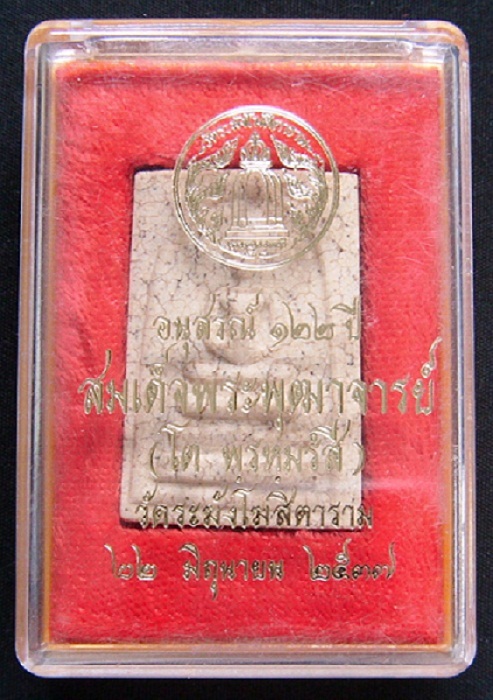 อนุสรณ์ ๑๒๒ ปี
สมเด็จพระพุฒาจารย์
(โต พฺรหฺมรํสี)
วัดระฆังโฆสิตาราม
๒๒ มิถุนายน ๒๕๓๗